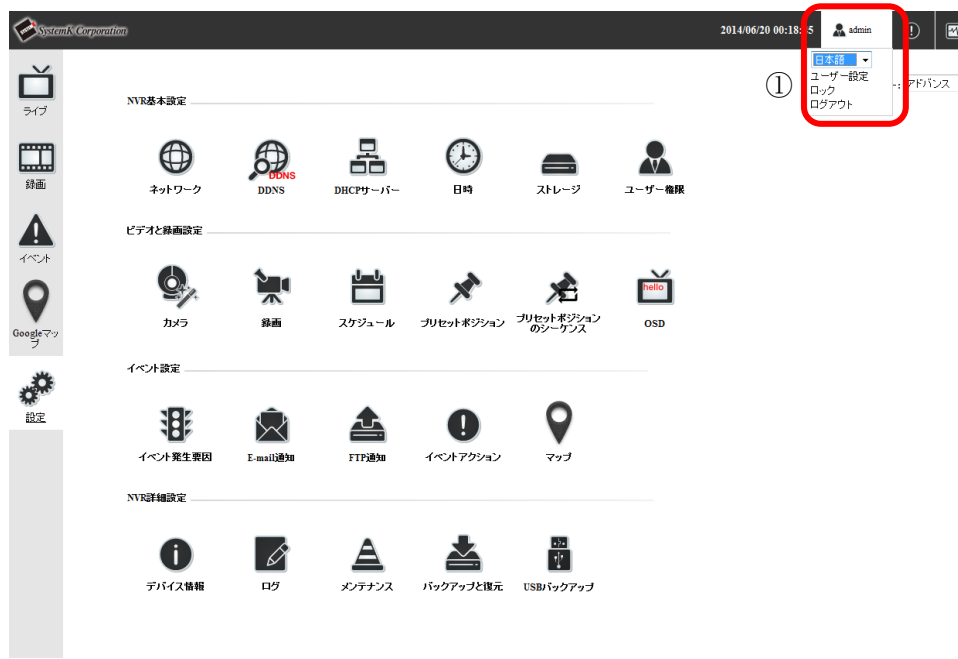 SystemK Corporation
2014/06/20 00:18:
5
admin
日本語
ユーザー設定
ロック
ログアウト
①
アドバンス
ライブ
録画
イベント
Googleマッ
プ
設定
NVR基本設定
ネットワーク
DDNS
DDNS
DHCPサーバー
日時
ストレージ
ユーザー権限
ビデオと録画設定
hello
カメラ
録画
スケジュール
プリセットポジション
プリセットポジション
のシーケンス
OSD
イベント設定
イベント発生要因
E-mail通知
FTP通知
イベントアクション
マップ
NVR詳細設定
デバイス情報
ログ
メンテナンス
バックアップと復元
USBバックアップ